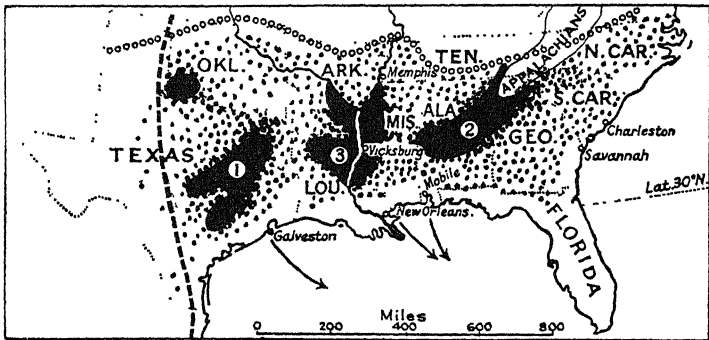 OKL.
ARK.
Memphis
TEN.
APPALACHIANS
N. CAR.
S. CAR.
TEXAS
MIS.
ALA.
2
GEO.
Charleston
Savannah
1
3
Vicksburg
LOU.
Mobile
Lat. 30°N.
New Orleans.
Galveston
FLORIDA
Miles
0 200 400 600 800